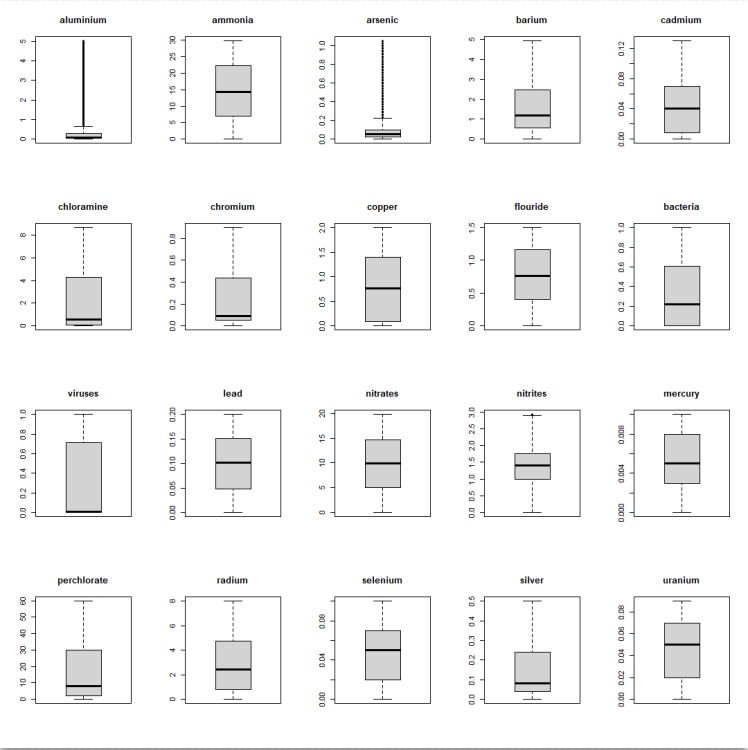 aluminium ammonia arsenic barium cadmium
0 1 2 3 4 5
0 5 10 15 20 25 30
0.0 0.2 0.4 0.6 0.8 1.0
0 1 2 3 4 5
0.00 0.04 0.08 0.12
chloramine chromium copper flouride bacteria
0 2 4 6 8
0.0 0.2 0.4 0.6 0.8
0.0 0.5 1.0 1.5 2.0
0.0 0.5 1.0 1.5
0.0 0.2 0.4 0.6 0.8 1.0
viruses lead nitrates nitrites mercury
0.0 0.2 0.4 0.6 0.8 1.0
0.00 0.05 0.10 0.15 0.20
0 5 10 15 20
0.0 0.5 1.0 1.5 2.0 2.5 3.0
0.000 0.004 0.008
perchlorate radium selenium silver uranium
0 10 20 30 40 50 60
0 2 4 6 8
0.00 0.04 0.08
0.0 0.1 0.2 0.3 0.4 0.5
0.00 0.02 0.04 0.06 0.08